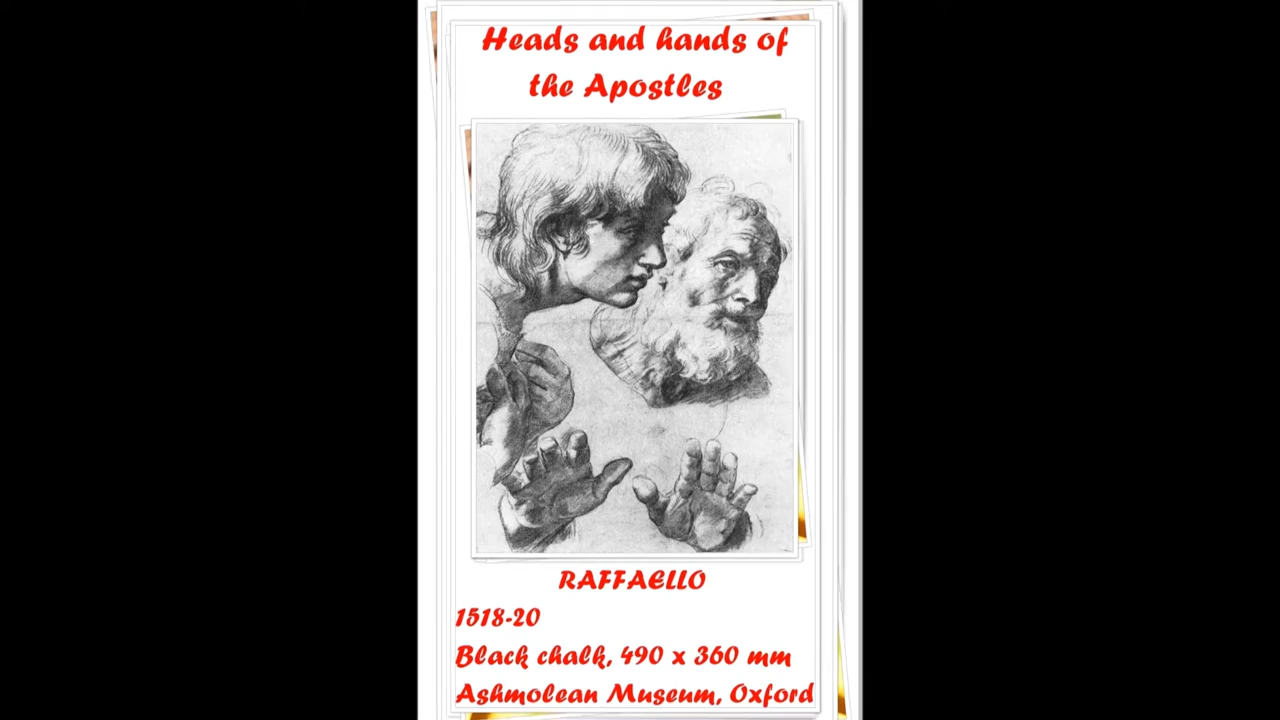 Heads and hands of
the Apostles
RAFFAELLO
1518-20
Black chalk, 490 x 360 mm
Ashmolean Museum, Oxford